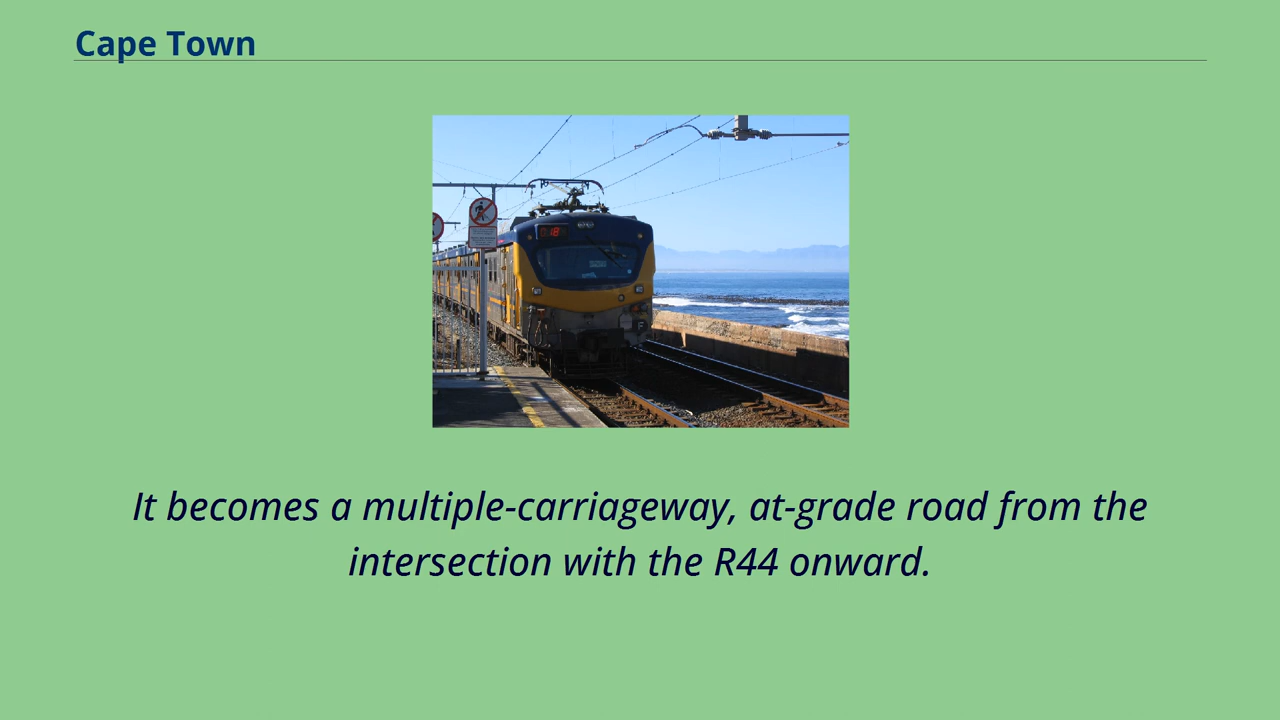 Cape Town
It becomes a multiple-carriageway, at-grade road from the
intersection with the R44 onward.